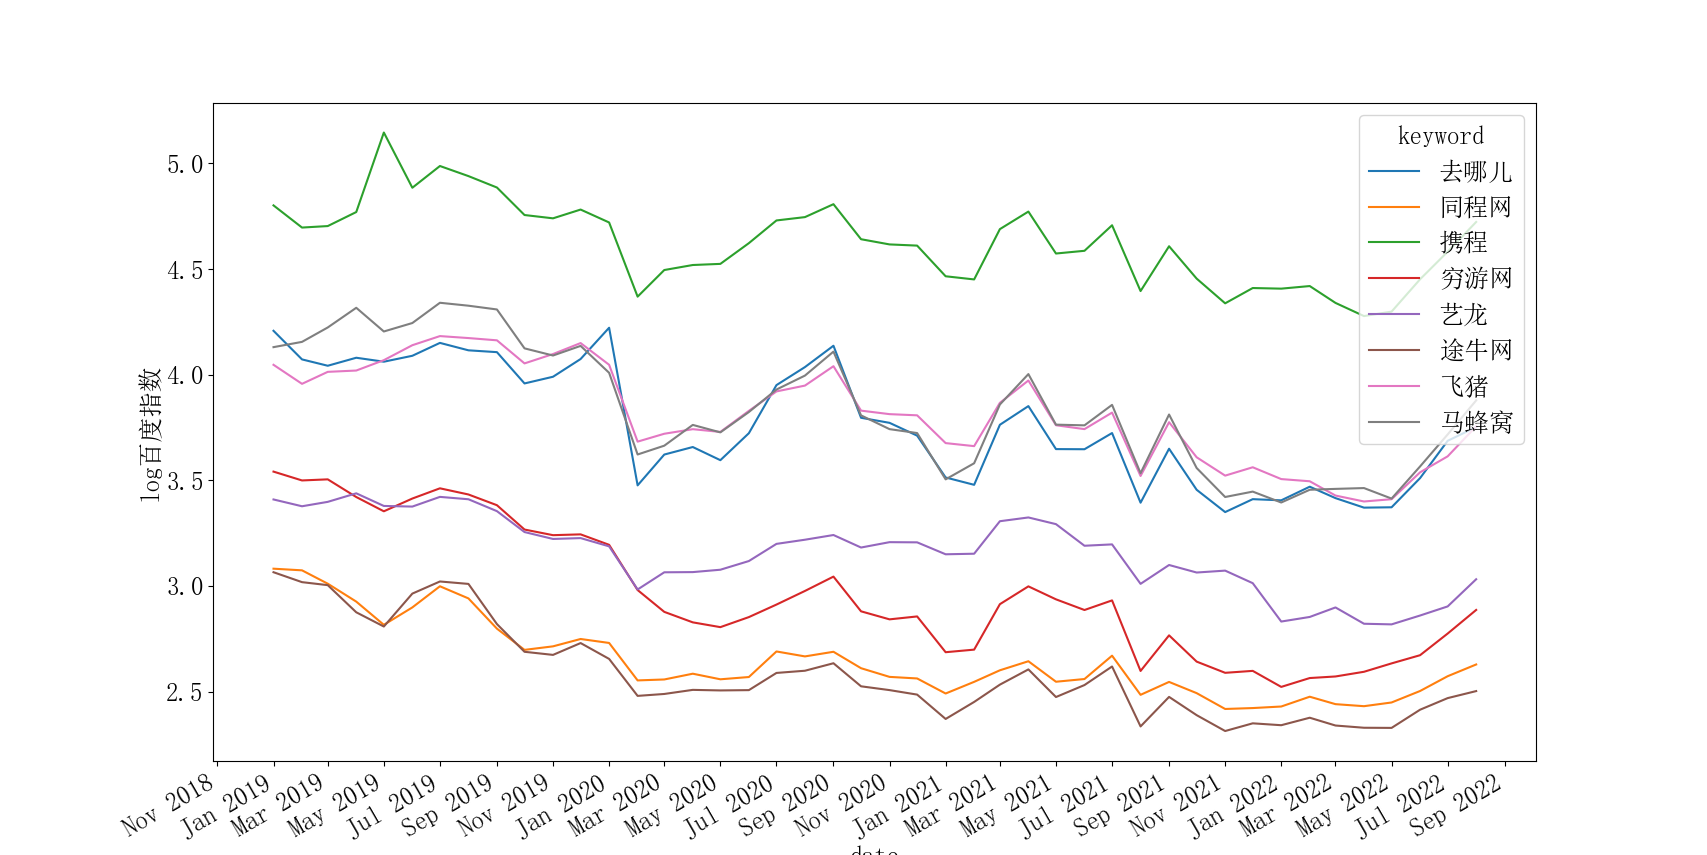 keyword
去哪儿
同程网
携程
穷游网
艺龙
途牛网
飞猪
马蜂窝
log百度指数
5.0
4.5
4.0
3.5
3.0
2.5
Nov 2018
Jan 2019
Mar 2019
May 2019
Jul 2019
Sep 2019
Nov 2019
Jan 2020
Mar 2020
May 2020
Jul 2020
Sep 2020
Nov 2020
Jan 2021
Mar 2021
May 2021
Jul 2021
Sep 2021
Nov 2021
Jan 2022
Mar 2022
May 2022
Jul 2022
Sep 2022
date